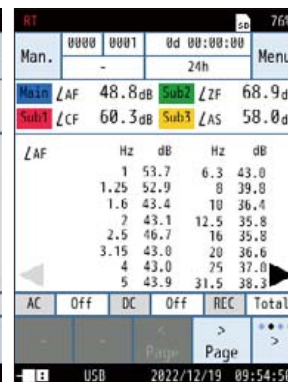 RT SD 76%
Man. 0000 0001 0d 00:00:00 Menu
- 24h
Main LAF 48.8dB Sub2 LZF 68.9d
Sub1 LCF 60.3dB Sub3 LAS 58.0d
LAF Hz dB Hz dB
1 53.7 6.3 43.0
1.25 52.9 8 39.8
1.6 43.4 10 36.4
2 43.1 12.5 35.8
2.5 46.7 16 35.8
3.15 43.0 20 36.6
4 43.0 25 37.0
5 43.9 31.5 38.3
AC Off DC Off REC Total
- - < >
Page Page >
USB 2022/12/19 09:54:50